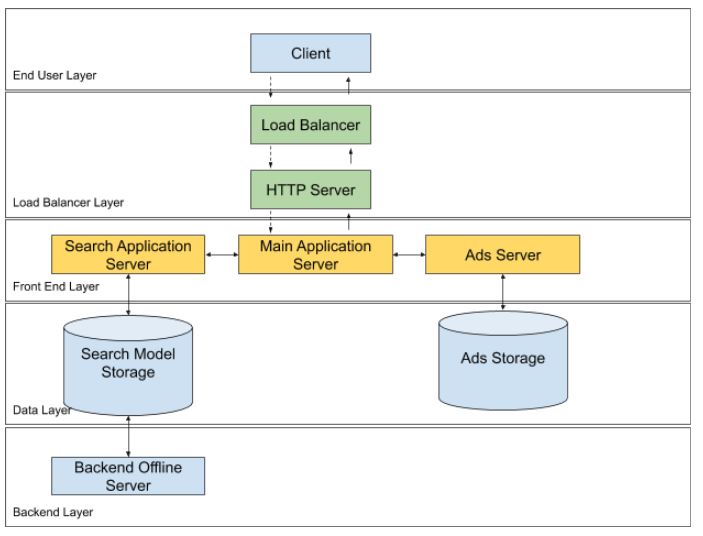 Client
End User Layer
Load Balancer
HTTP Server
Load Balancer Layer
Search Application
Server
Main Application
Server
Ads Server
Front End Layer
Search Model
Storage
Ads Storage
Data Layer
Backend Offline
Server
Backend Layer